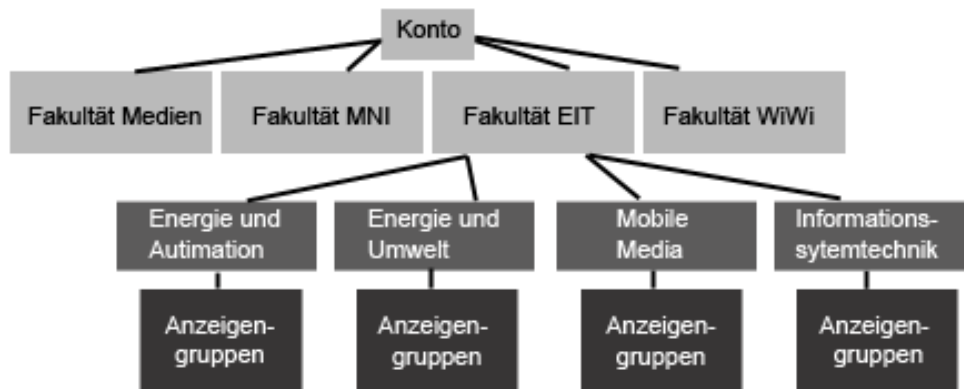 Konto
Fakultät Medien
Fakultät MNI
Fakultät EIT
Fakultät WiWi
Energie und
Autimation
Energie und
Umwelt
Mobile
Media
Informations-
sytemtechnik
Anzeigen-
gruppen
Anzeigen-
gruppen
Anzeigen-
gruppen
Anzeigen-
gruppen